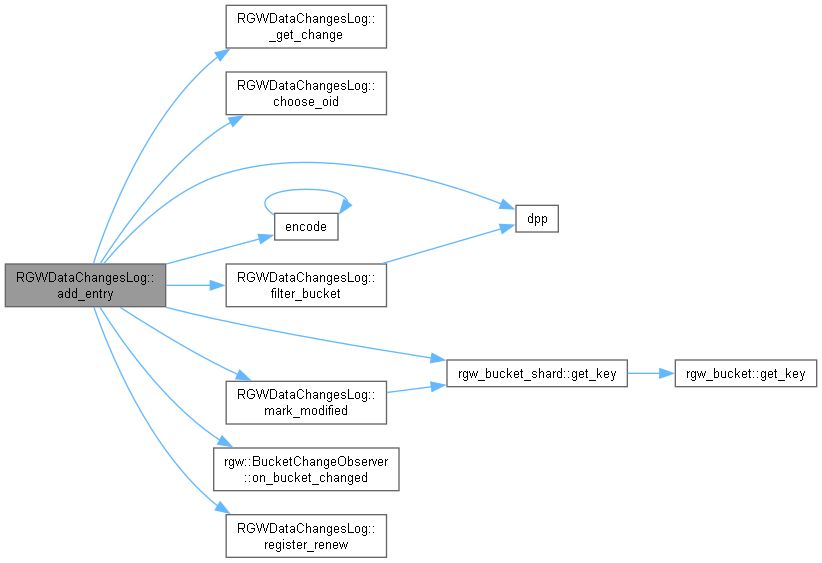 RGWDataChangesLog::
_get_change
RGWDataChangesLog::
choose_oid
encode
dpp
RGWDataChangesLog::
add_entry
RGWDataChangesLog::
filter_bucket
rgw_bucket_shard::get_key
rgw_bucket::get_key
RGWDataChangesLog::
mark_modified
rgw::BucketChangeObserver
::on_bucket_changed
RGWDataChangesLog::
register_renew